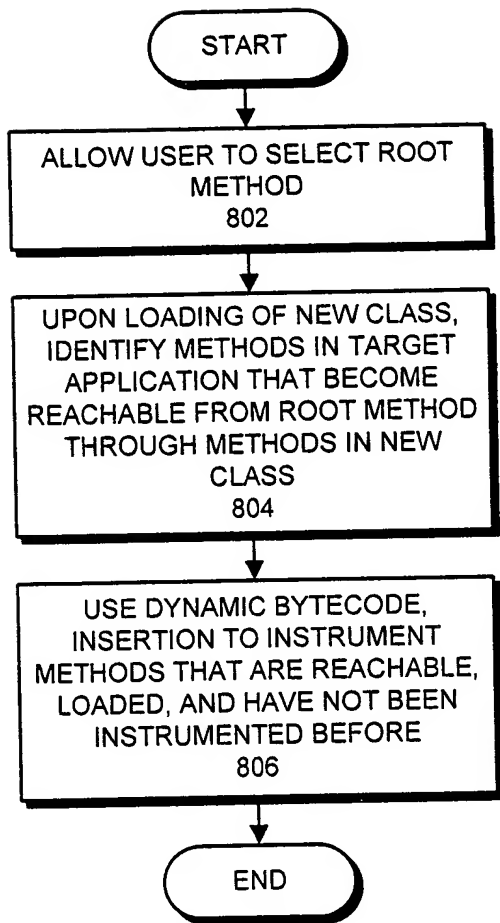 START
ALLOW USER TO SELECT ROOT
METHOD
802
UPON LOADING OF NEW CLASS,
IDENTIFY METHODS IN TARGET
APPLICATION THAT BECOME
REACHABLE FROM ROOT METHOD
THROUGH METHODS IN NEW
CLASS
804
USE DYNAMIC BYTECODE,
INSERTION TO INSTRUMENT
METHODS THAT ARE REACHABLE,
LOADED, AND HAVE NOT BEEN
INSTRUMENTED BEFORE
806
END